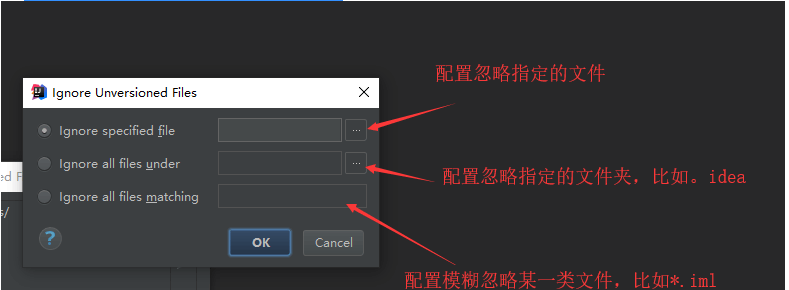 配置忽略指定的文件
Ignore Unversioned Files
Ignore specified file
...
Ignore all files under
...
配置忽略指定的文件夹，比如。idea
ed F
Ignore all files matching
s/
?
OK
Cancel
配置模糊忽略某一类文件，比如*.iml